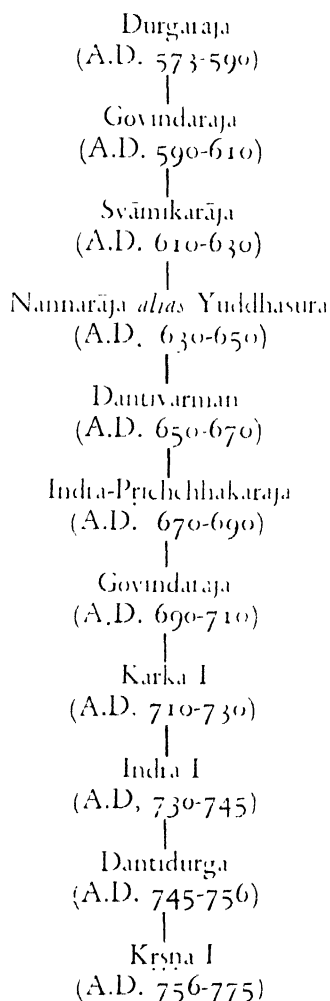 Durgaraja
(A.D. 573-590)
Govindaraja
(A.D. 590-610)
Svāmikarāja
(A.D. 610-630)
Nannarāja alias Yuddhasura
(A.D. 630-650)
Dantivarman
(A.D. 650-670)
Indra-Prichchhakaraja
(A.D. 670-690)
Govindaraja
(A.D. 690-710)
Karka I
(A.D. 710-730)
Indra I
(A.D, 730-745)
Dantidurga
(A.D. 745-756)
Kṛṣṇa I
(A.D. 756-775)